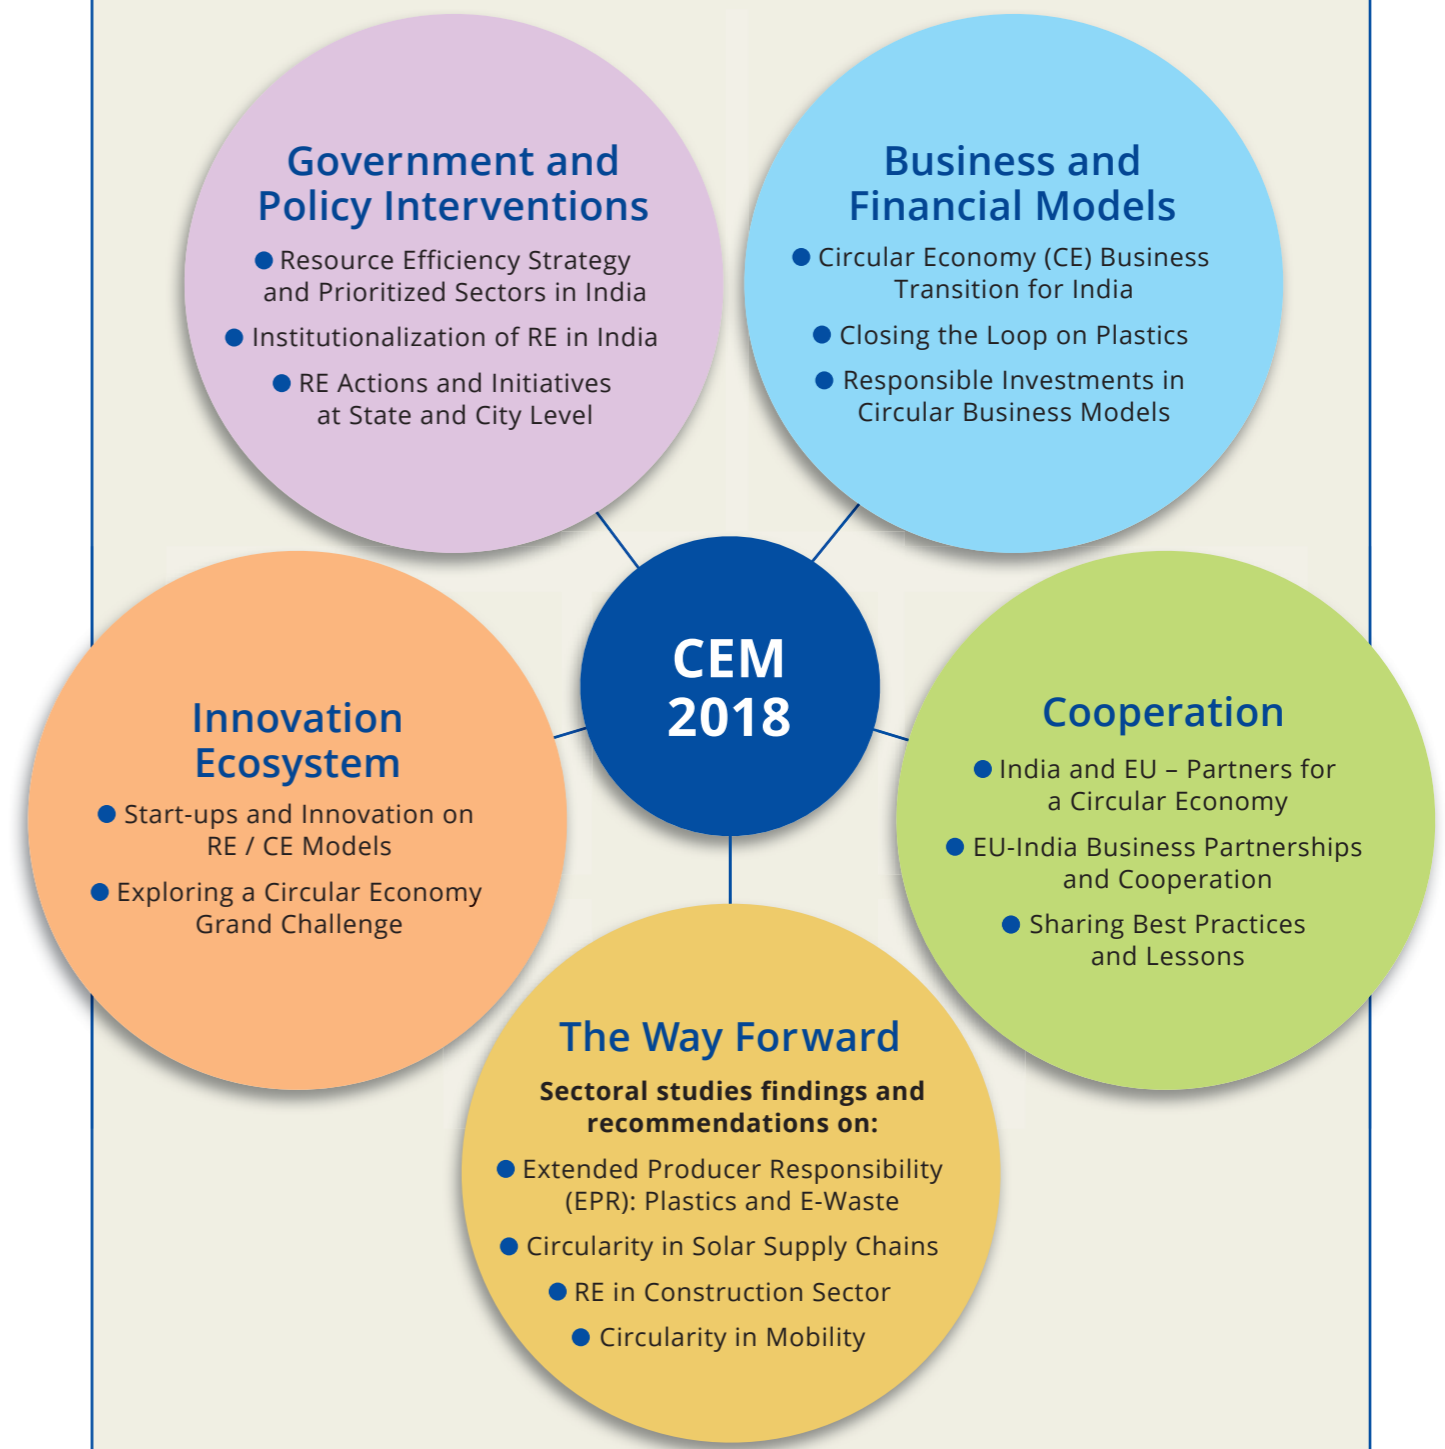 Government and
Policy Interventions
● Resource Efficiency Strategy
and Prioritized Sectors in India
● Institutionalization of RE in India
● RE Actions and Initiatives
at State and City Level
Business and
Financial Models
● Circular Economy (CE) Business
Transition for India
● Closing the Loop on Plastics
● Responsible Investments in
Circular Business Models
CEM
2018
Innovation
Ecosystem
● Start-ups and Innovation on
RE / CE Models
● Exploring a Circular Economy
Grand Challenge
Cooperation
● India and EU – Partners for
a Circular Economy
● EU-India Business Partnerships
and Cooperation
● Sharing Best Practices
and Lessons
The Way Forward
Sectoral studies findings and
recommendations on:
● Extended Producer Responsibility
(EPR): Plastics and E-Waste
● Circularity in Solar Supply Chains
● RE in Construction Sector
● Circularity in Mobility